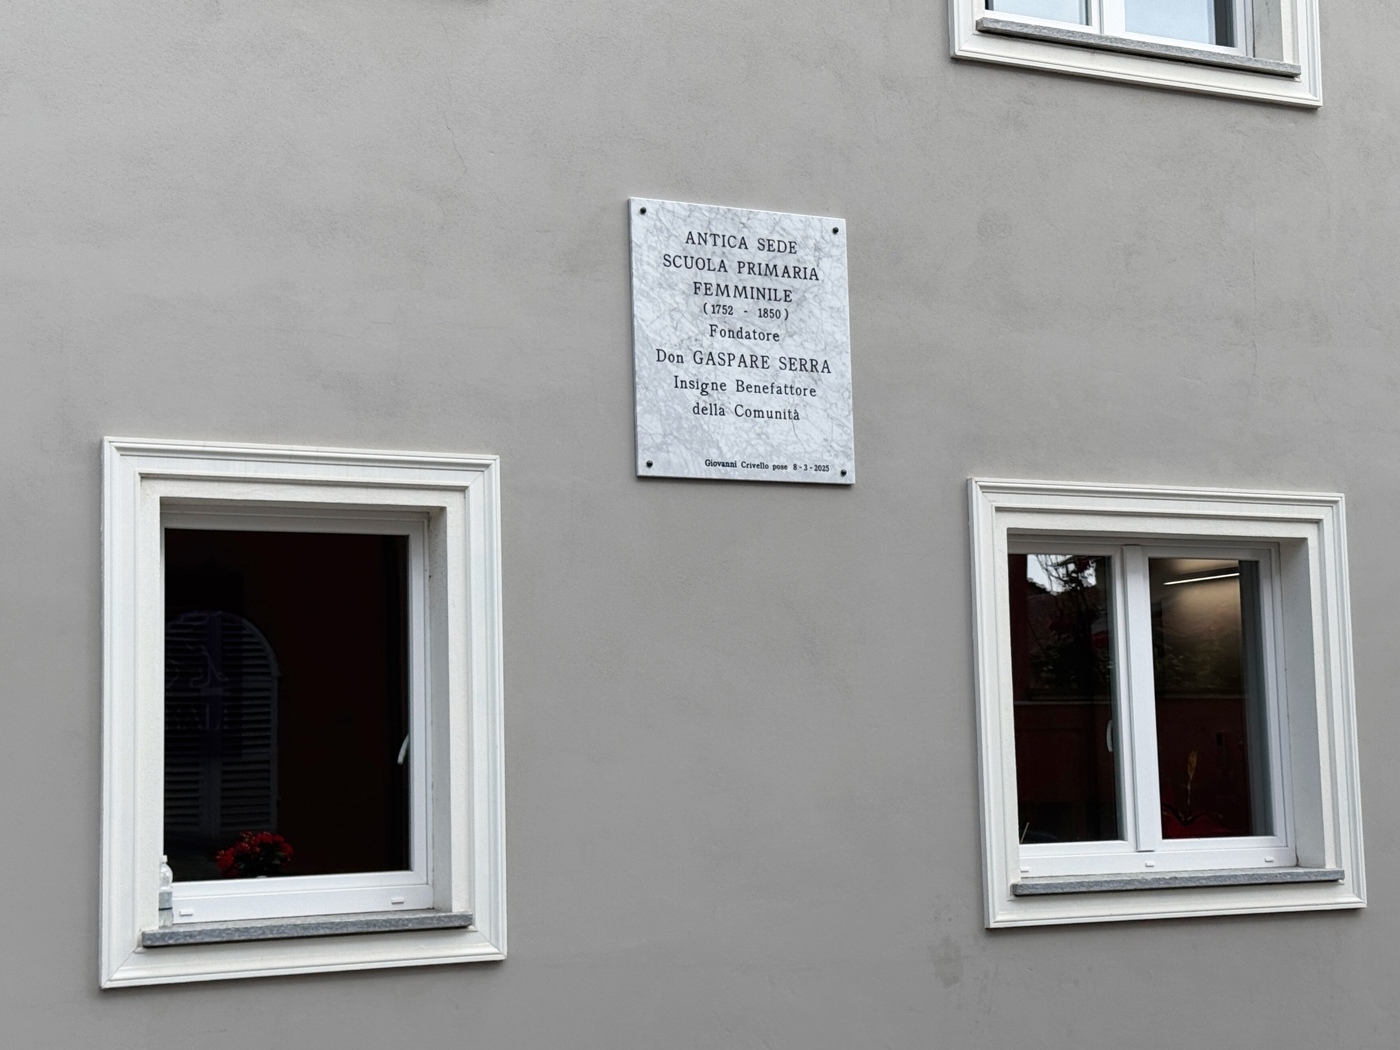 ANTICA SEDE
SCUOLA PRIMARIA
FEMMINILE
(1752 - 1850)
Fondatore
Don GASPARE SERRA
Insigne Benefattore
della Comunità
Giovanni Crivello pose 8-3-2025